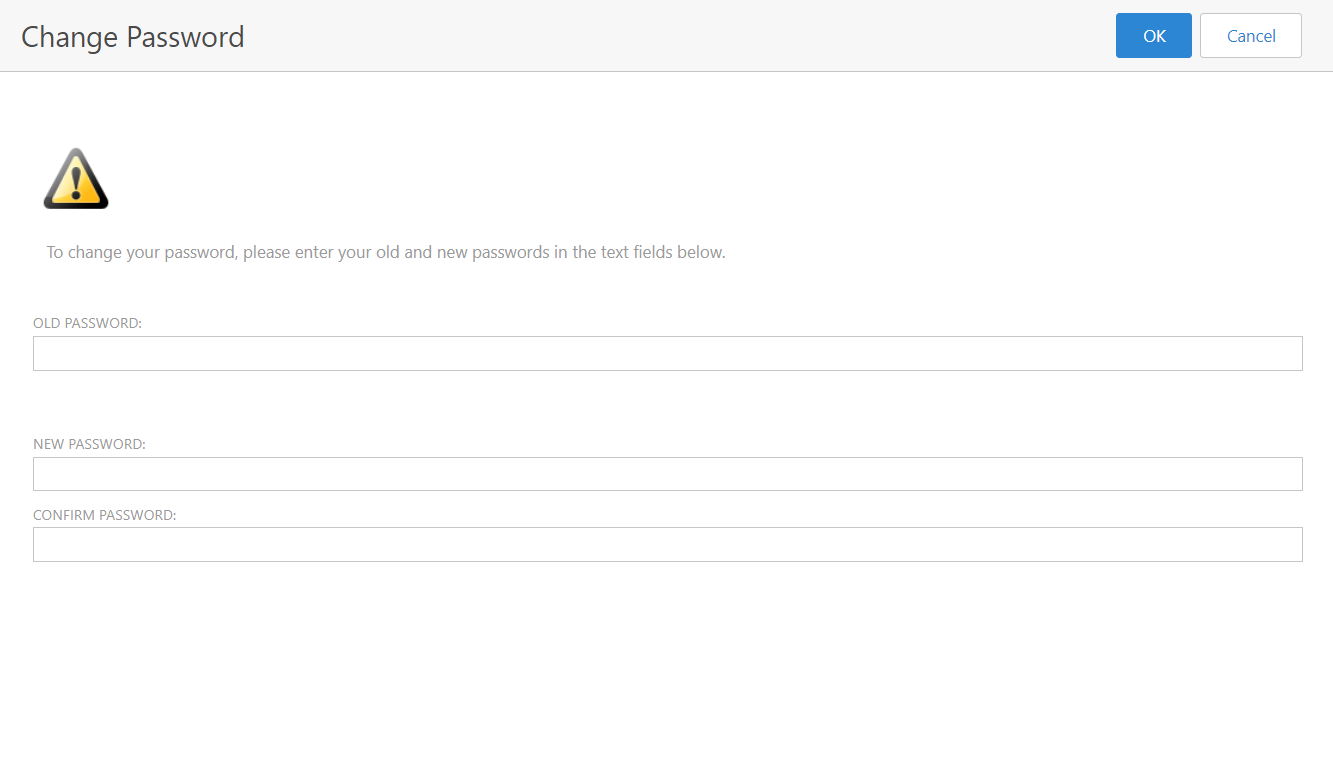 Change Password
OK
Cancel
To change your password, please enter your old and new passwords in the text fields below.
OLD PASSWORD:
NEW PASSWORD:
CONFIRM PASSWORD: